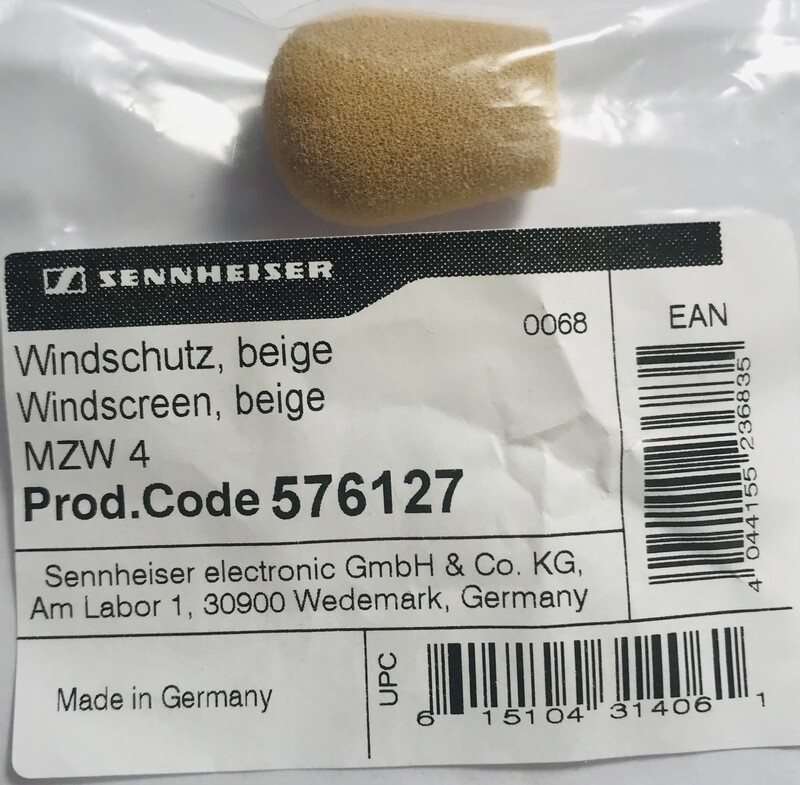 SENNHEISER
0068
Windschutz, beige
Windscreen, beige
MZW 4
Prod.Code 576127
EAN
4 044155 236835
Sennheiser electronic GmbH & Co. KG,
Am Labor 1, 30900 Wedemark, Germany
Made in Germany
UPC
6 15104 31406 1